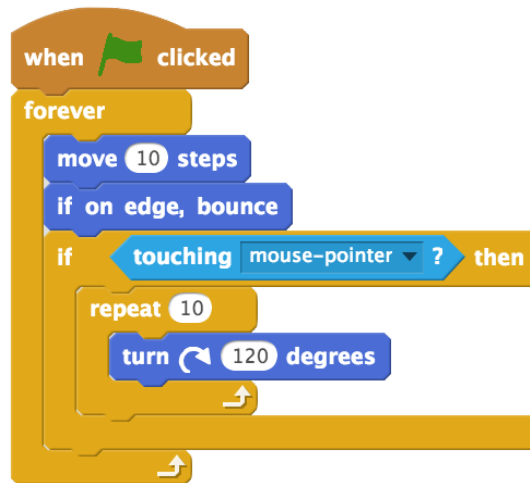 when clicked
forever
move 10 steps
if on edge, bounce
if touching mouse-pointer ? then
repeat 10
turn 120 degrees